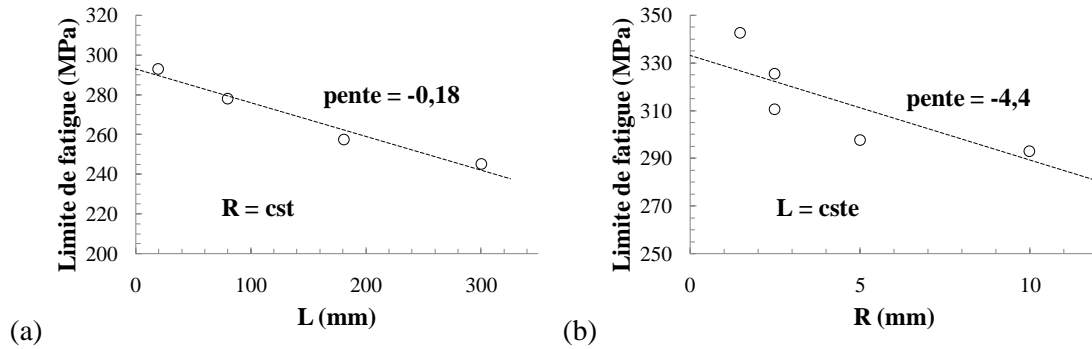 Limite de fatigue (MPa)
320
300
280
260
240
220
200
pente = -0,18
R = cst
0
100
200
300
L (mm)
(a)
Limite de fatigue (MPa)
350
330
310
290
270
250
pente = -4,4
L = cste
0
5
10
R (mm)
(b)